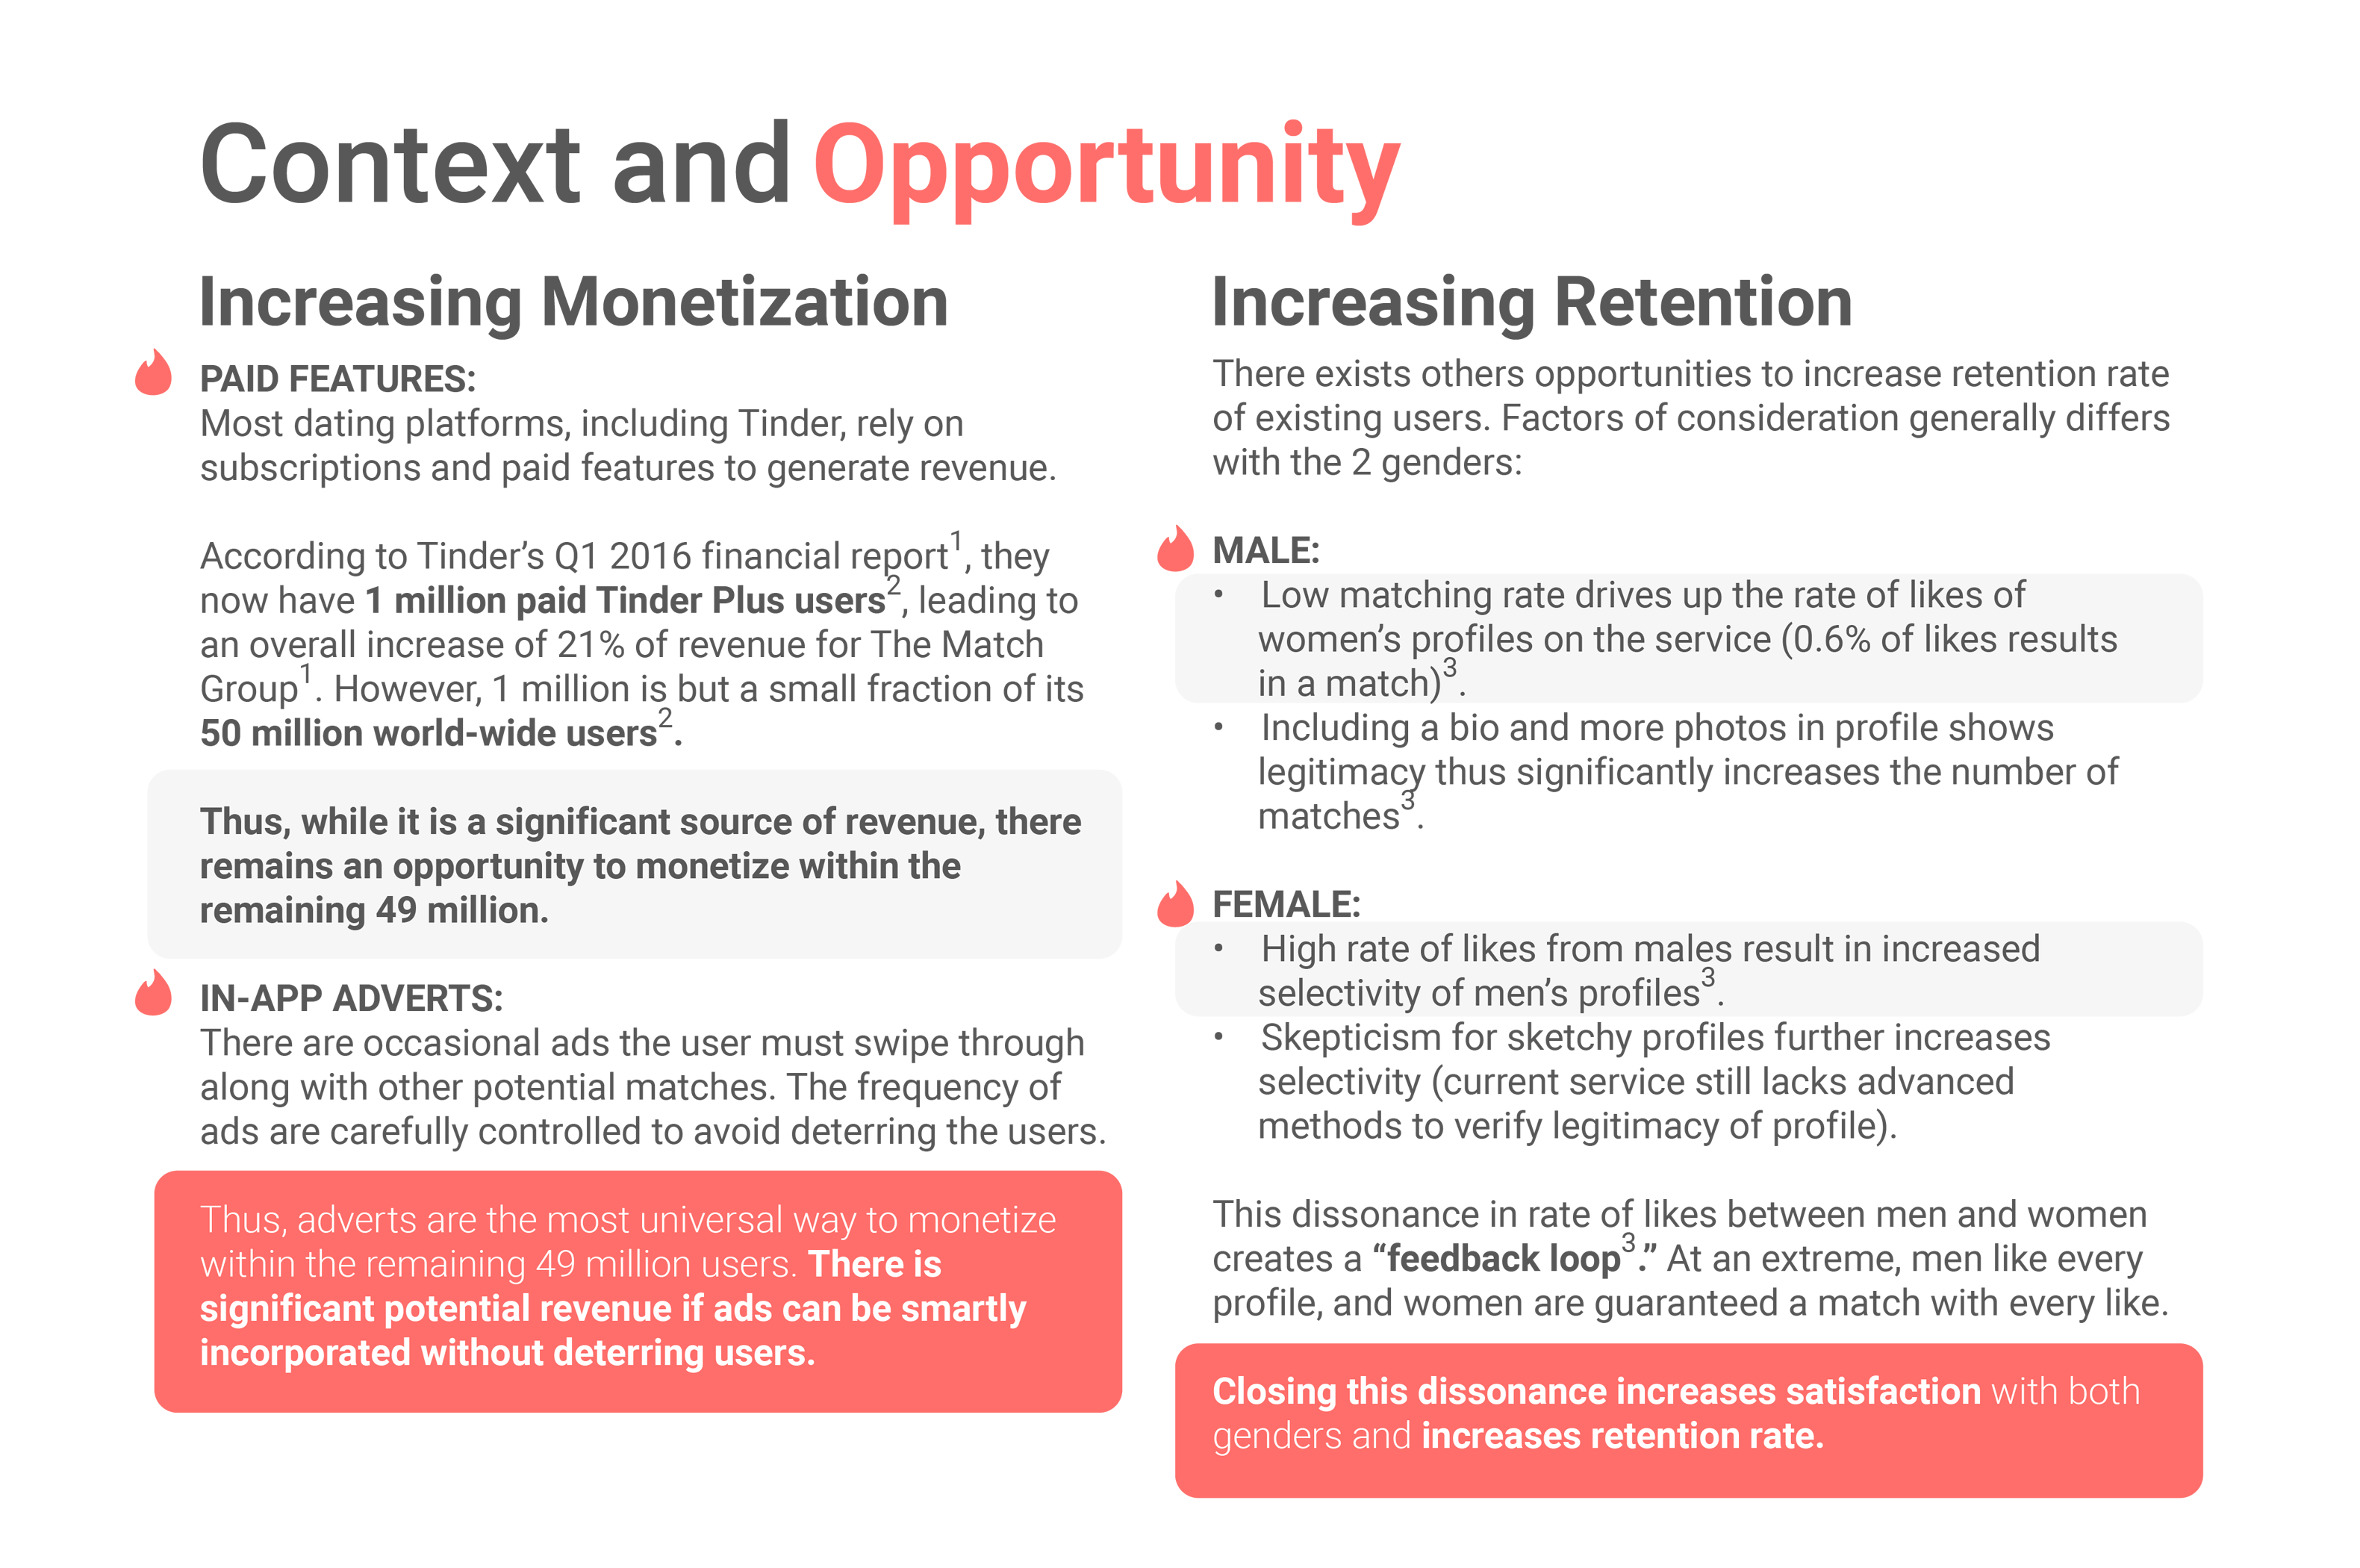 Context and Opportunity
Increasing Monetization
PAID FEATURES:
Most dating platforms, including Tinder, rely on
subscriptions and paid features to generate revenue.
According to Tinder’s Q1 2016 financial report1, they
now have 1 million paid Tinder Plus users2, leading to
an overall increase of 21% of revenue for The Match
Group1. However, 1 million is but a small fraction of its
50 million world-wide users2.
Thus, while it is a significant source of revenue, there
remains an opportunity to monetize within the
remaining 49 million.
IN-APP ADVERTS:
There are occasional ads the user must swipe through
along with other potential matches. The frequency of
ads are carefully controlled to avoid deterring the users.
Thus, adverts are the most universal way to monetize
within the remaining 49 million users. There is
significant potential revenue if ads can be smartly
incorporated without deterring users.
Increasing Retention
There exists others opportunities to increase retention rate
of existing users. Factors of consideration generally differs
with the 2 genders:
MALE:
• Low matching rate drives up the rate of likes of
women’s profiles on the service (0.6% of likes results
in a match)3.
• Including a bio and more photos in profile shows
legitimacy thus significantly increases the number of
matches3.
FEMALE:
• High rate of likes from males result in increased
selectivity of men’s profiles3.
• Skepticism for sketchy profiles further increases
selectivity (current service still lacks advanced
methods to verify legitimacy of profile).
This dissonance in rate of likes between men and women
creates a “feedback loop3.” At an extreme, men like every
profile, and women are guaranteed a match with every like.
Closing this dissonance increases satisfaction with both
genders and increases retention rate.